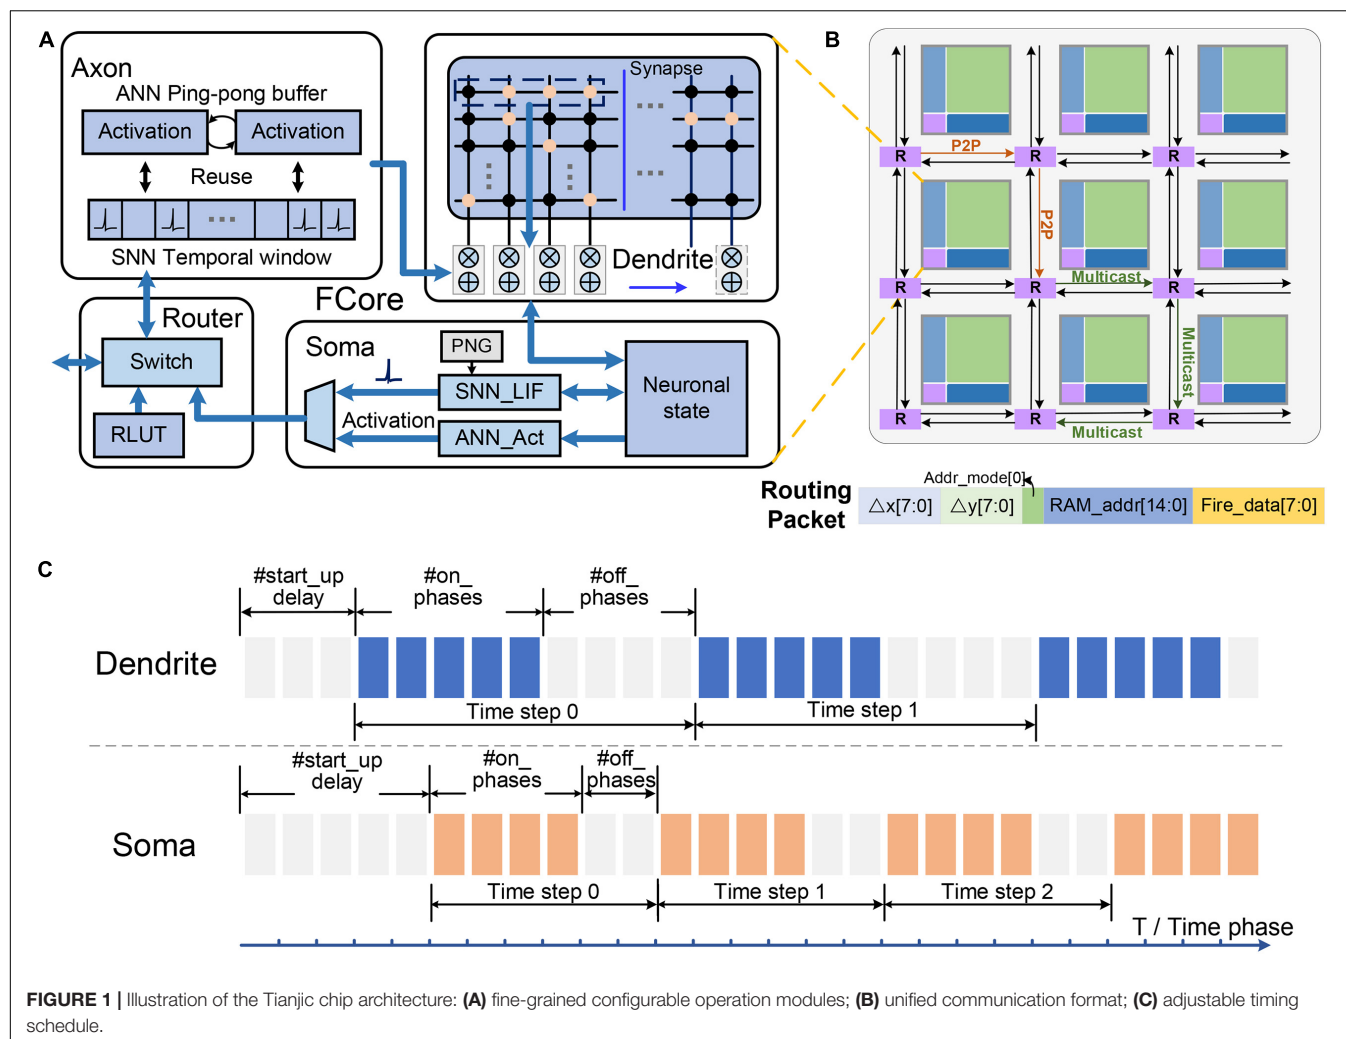 A
Axon
ANN Ping-pong buffer
Activation
Activation
Reuse
SNN Temporal window
Synapse
Dendrite
FCore
Router
Switch
RLUT
Soma
PNG
SNN_LIF
Activation
ANN_Act
Neuronal
state
B
P2P
R
R
R
P2P
Multicast
R
R
R
Multicast
R
R
R
Multicast
Addr_mode[0]
Routing
Packet
△x[7:0]
△y[7:0]
RAM_addr[14:0]
Fire_data[7:0]
C
#start_up
delay
#on_
phases
#off_
phases
Dendrite
Time step 0
Time step 1
#start_up
delay
#on_
phases
#off_
phases
Soma
Time step 0
Time step 1
Time step 2
T / Time phase
FIGURE 1 | Illustration of the Tianjic chip architecture: (A) fine-grained configurable operation modules; (B) unified communication format; (C) adjustable timing
schedule.